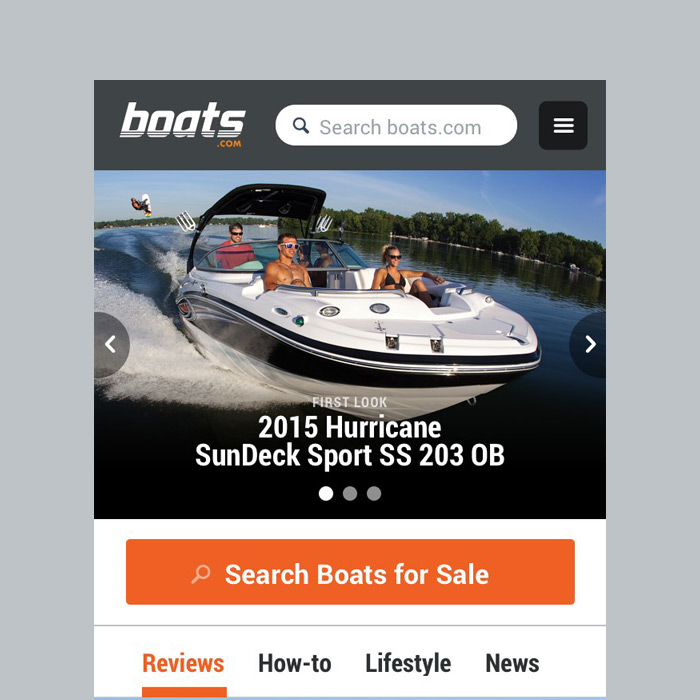 boats
.COM
Search boats.com
FIRST LOOK
2015 Hurricane
SunDeck Sport SS 203 OB
Search Boats for Sale
Reviews How-to Lifestyle News